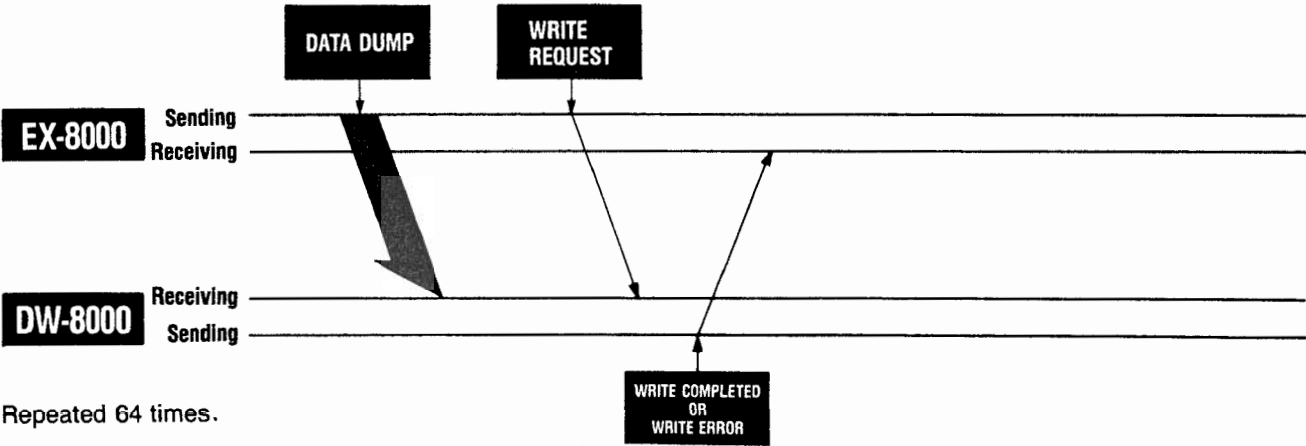 DATA DUMP
WRITE
REQUEST
EX-8000
Sending
Receiving
DW-8000
Receiving
Sending
WRITE COMPLETED
OR
WRITE ERROR
Repeated 64 times.